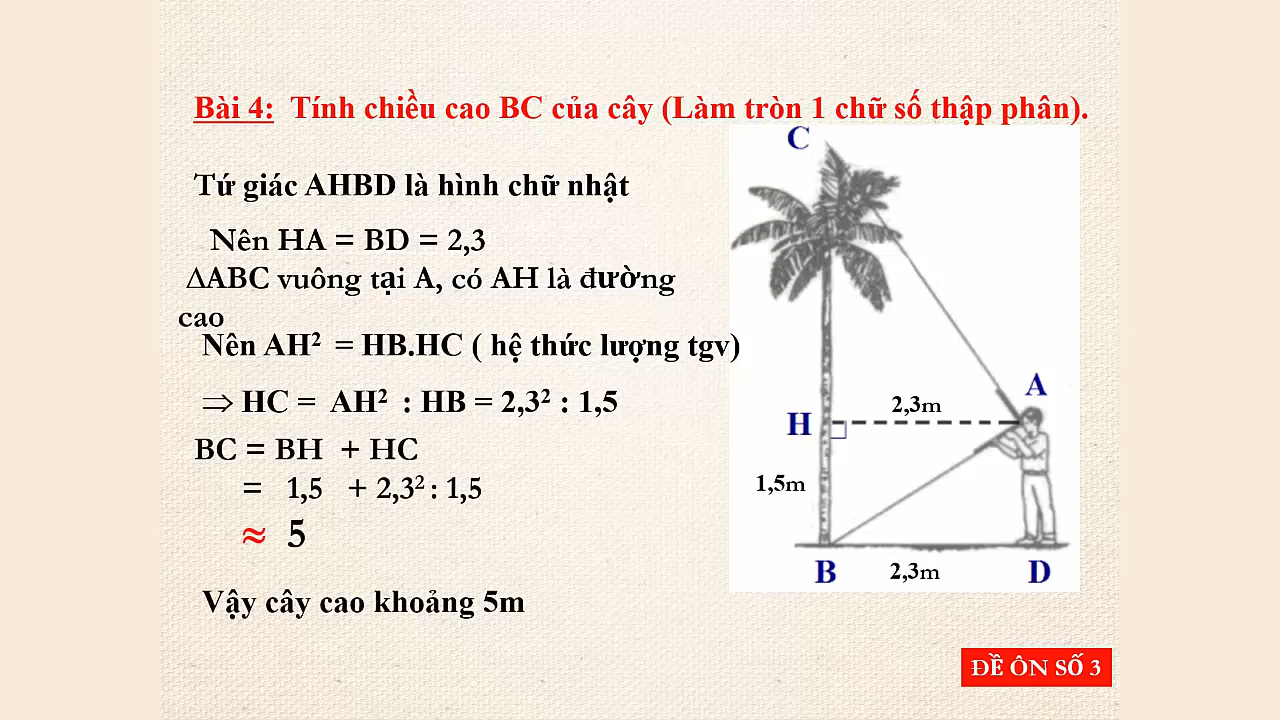 Bài 4: Tính chiều cao BC của cây (Làm tròn 1 chữ số thập phân).
Tứ giác AHBD là hình chữ nhật
Nên HA = BD = 2,3
∆ABC vuông tại A, có AH là đường
cao
Nên AH² = HB.HC ( hệ thức lượng tgv)
⇒ HC = AH² : HB = 2,3² : 1,5
BC = BH + HC
= 1,5 + 2,3² : 1,5
≈ 5
Vậy cây cao khoảng 5m
C
A
2,3m
H
1,5m
B
2,3m
D
ĐỀ ÔN SỐ 3